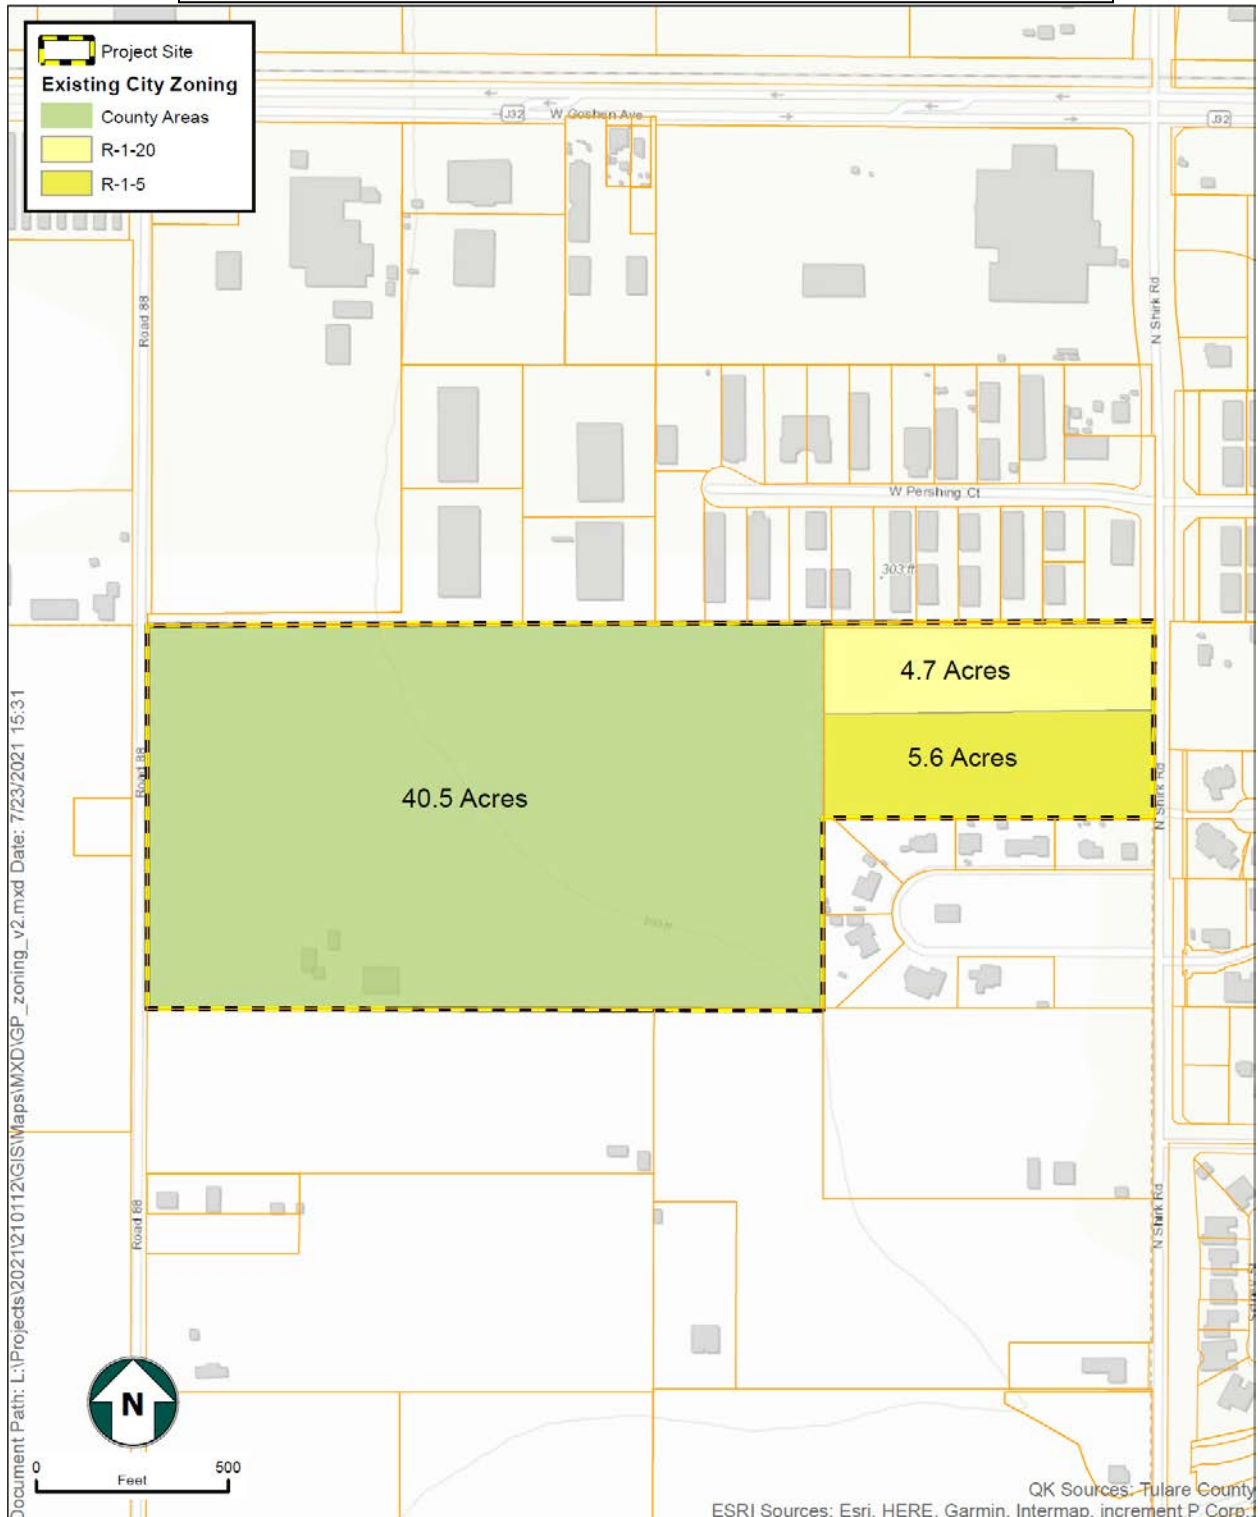 Project Site
Existing City Zoning
County Areas
R-1-20
R-1-5
J32
W Goshen Ave
J32
Road 88
N Shirk Rd
W Pershing Ct
303 ft
4.7 Acres
5.6 Acres
40.5 Acres
Road 88
N Shirk Rd
Road 88
N Shirk Rd
N
0
500
Feet
Document Path: L:\Projects\2021\210112\GIS\Maps\MXD\GP_zoning_v2.mxd Date: 7/23/2021 15:31
QK Sources: Tulare County
ESRI Sources: Esri, HERE, Garmin, Intermap, increment P Corp.